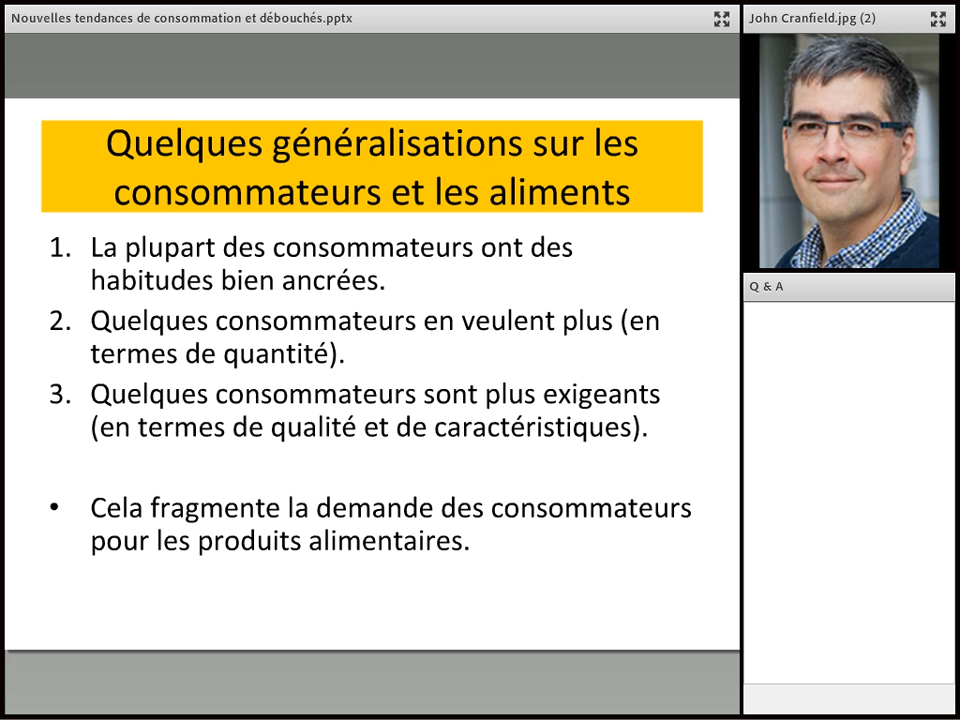 Nouvelles tendances de consommation et débouchés.pptx
John Cranfield.jpg (2)
Quelques généralisations sur les
consommateurs et les aliments
1. La plupart des consommateurs ont des
habitudes bien ancrées.
2. Quelques consommateurs en veulent plus (en
termes de quantité).
3. Quelques consommateurs sont plus exigeants
(en termes de qualité et de caractéristiques).
• Cela fragmente la demande des consommateurs
pour les produits alimentaires.
Q & A